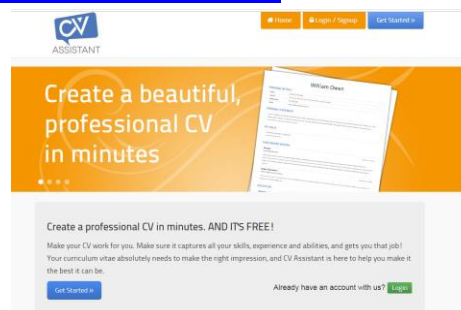 CV
ASSISTANT
Home
Login / Signup
Get Started »
Create a beautiful,
professional CV
in minutes
William Owen
Create a professional CV in minutes. AND IT'S FREE!
Make your CV work for you. Make sure it captures all your skills, experience and abilities, and gets you that job!
Your curriculum vitae absolutely needs to make the right impression, and CV Assistant is here to help you make it
the best it can be.
Get Started »
Already have an account with us? Login